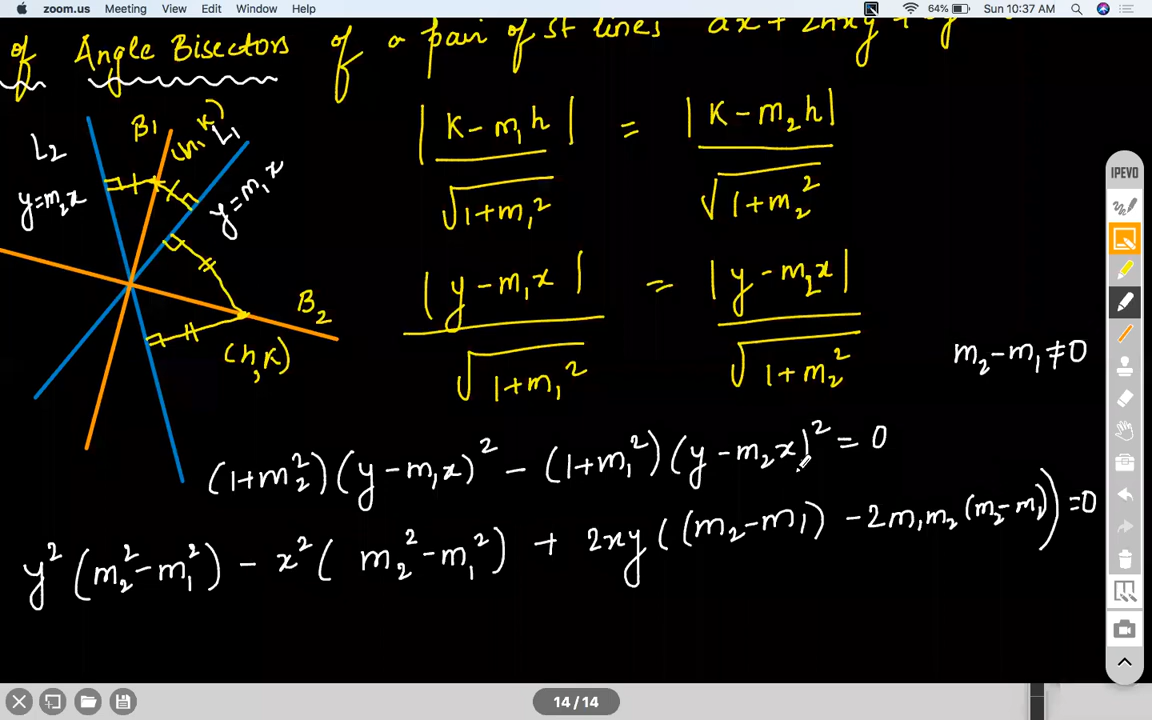 zoom.us Meeting View Edit Window Help 64% Sun 10:37 AM
of Angle Bisectors of a pair of st lines
L2
y=m₂x
B1
(h, K)
L1
y=m₁x
B2
(h, K)
|K - m₁h| / √(1+m₁²) = |K - m₂h| / √(1+m₂²)
|y - m₁x| / √(1+m₁²) = |y - m₂x| / √(1+m₂²)
m₂-m₁≠0
(1+m₂²)(y-m₁x)² - (1+m₁²)(y-m₂x)² = 0
y²(m₂²-m₁²) - x²(m₂²-m₁²) + 2xy((m₂-m1) - 2m₁m₂(m₂-m₁)) = 0
IPEVO
14 / 14